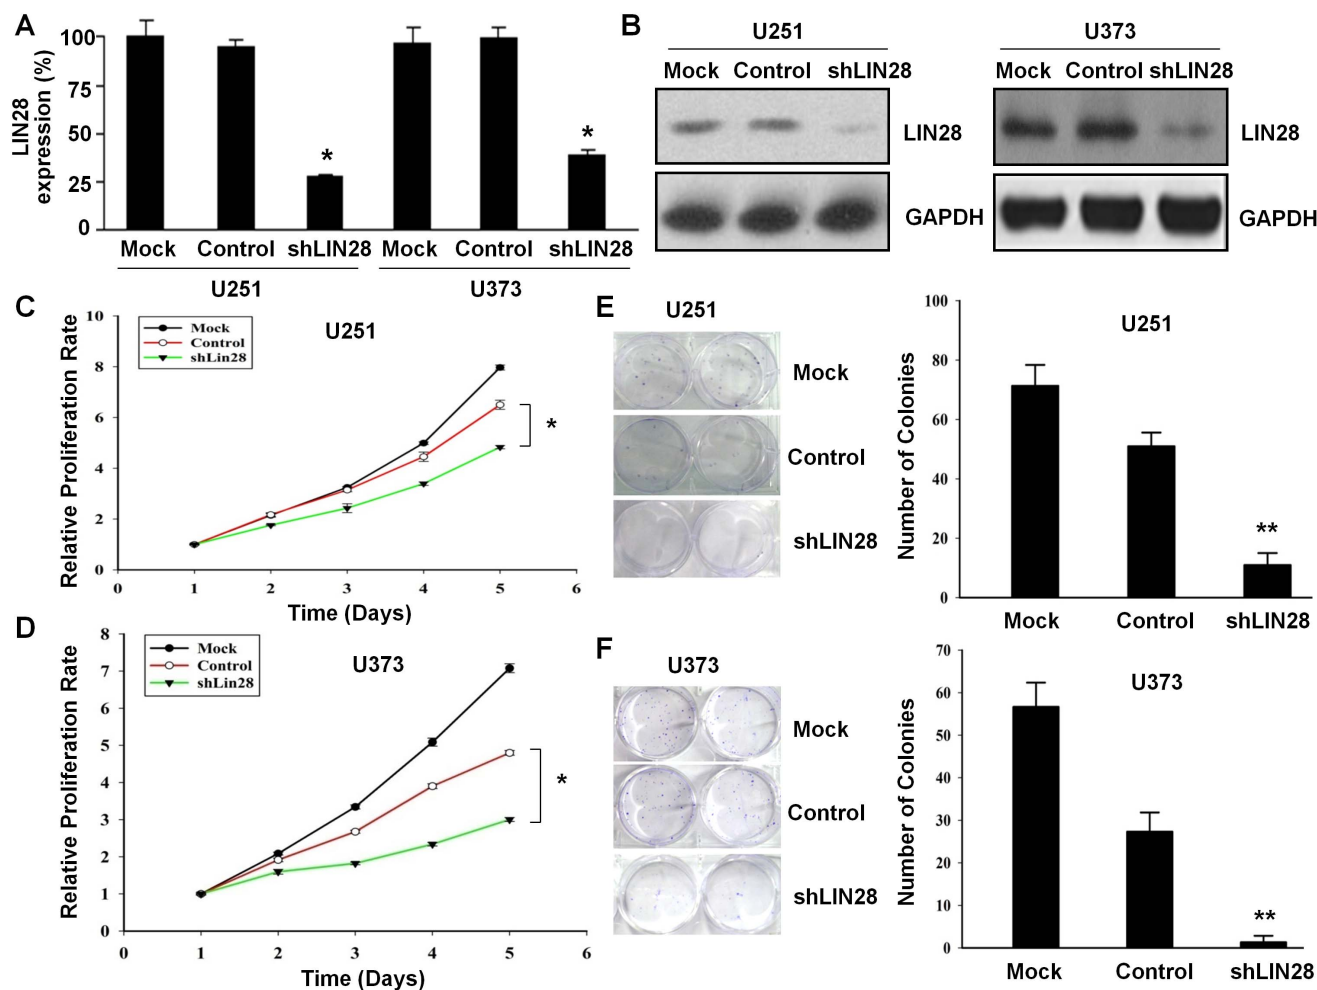 A
LIN28
expression (%)
100
75
50
25
0
*
*
Mock Control shLIN28 Mock Control shLIN28
U251 U373
B
U251
Mock Control shLIN28
LIN28
GAPDH
U373
Mock Control shLIN28
LIN28
GAPDH
C
U251
Mock
Control
shLin28
Relative Proliferation Rate
10
8
6
4
2
0
*
0 1 2 3 4 5 6
Time (Days)
D
U373
Mock
Control
shLin28
Relative Proliferation Rate
8
7
6
5
4
3
2
1
0
*
0 1 2 3 4 5 6
Time (Days)
E
U251
Mock
Control
shLIN28
U251
Number of Colonies
100
80
60
40
20
0
**
Mock Control shLIN28
F
U373
Mock
Control
shLIN28
U373
Number of Colonies
70
60
50
40
30
20
10
0
**
Mock Control shLIN28